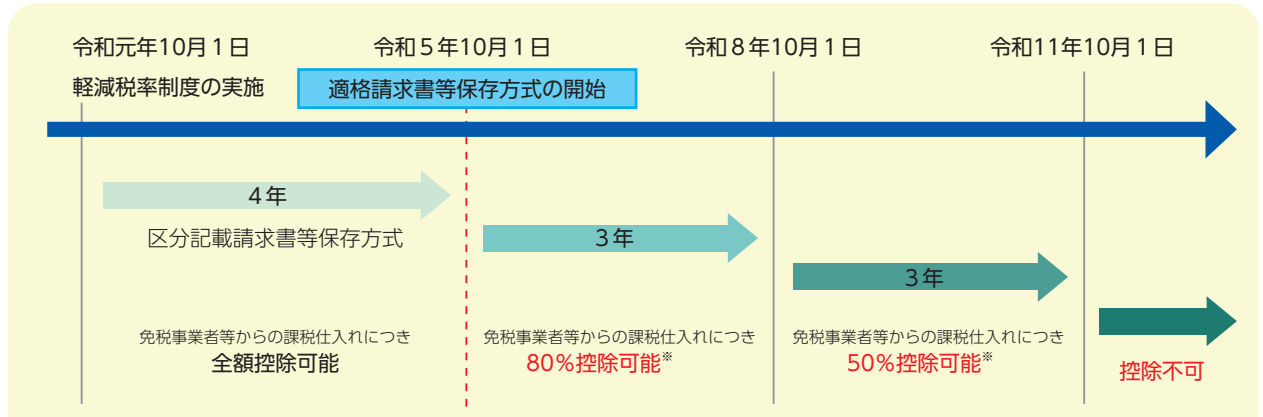 令和元年10月1日
令和5年10月1日
令和8年10月1日
令和11年10月1日
軽減税率制度の実施
適格請求書等保存方式の開始
4年
区分記載請求書等保存方式
3年
3年
免税事業者等からの課税仕入れにつき
全額控除可能
免税事業者等からの課税仕入れにつき
80%控除可能※
免税事業者等からの課税仕入れにつき
50%控除可能※
控除不可